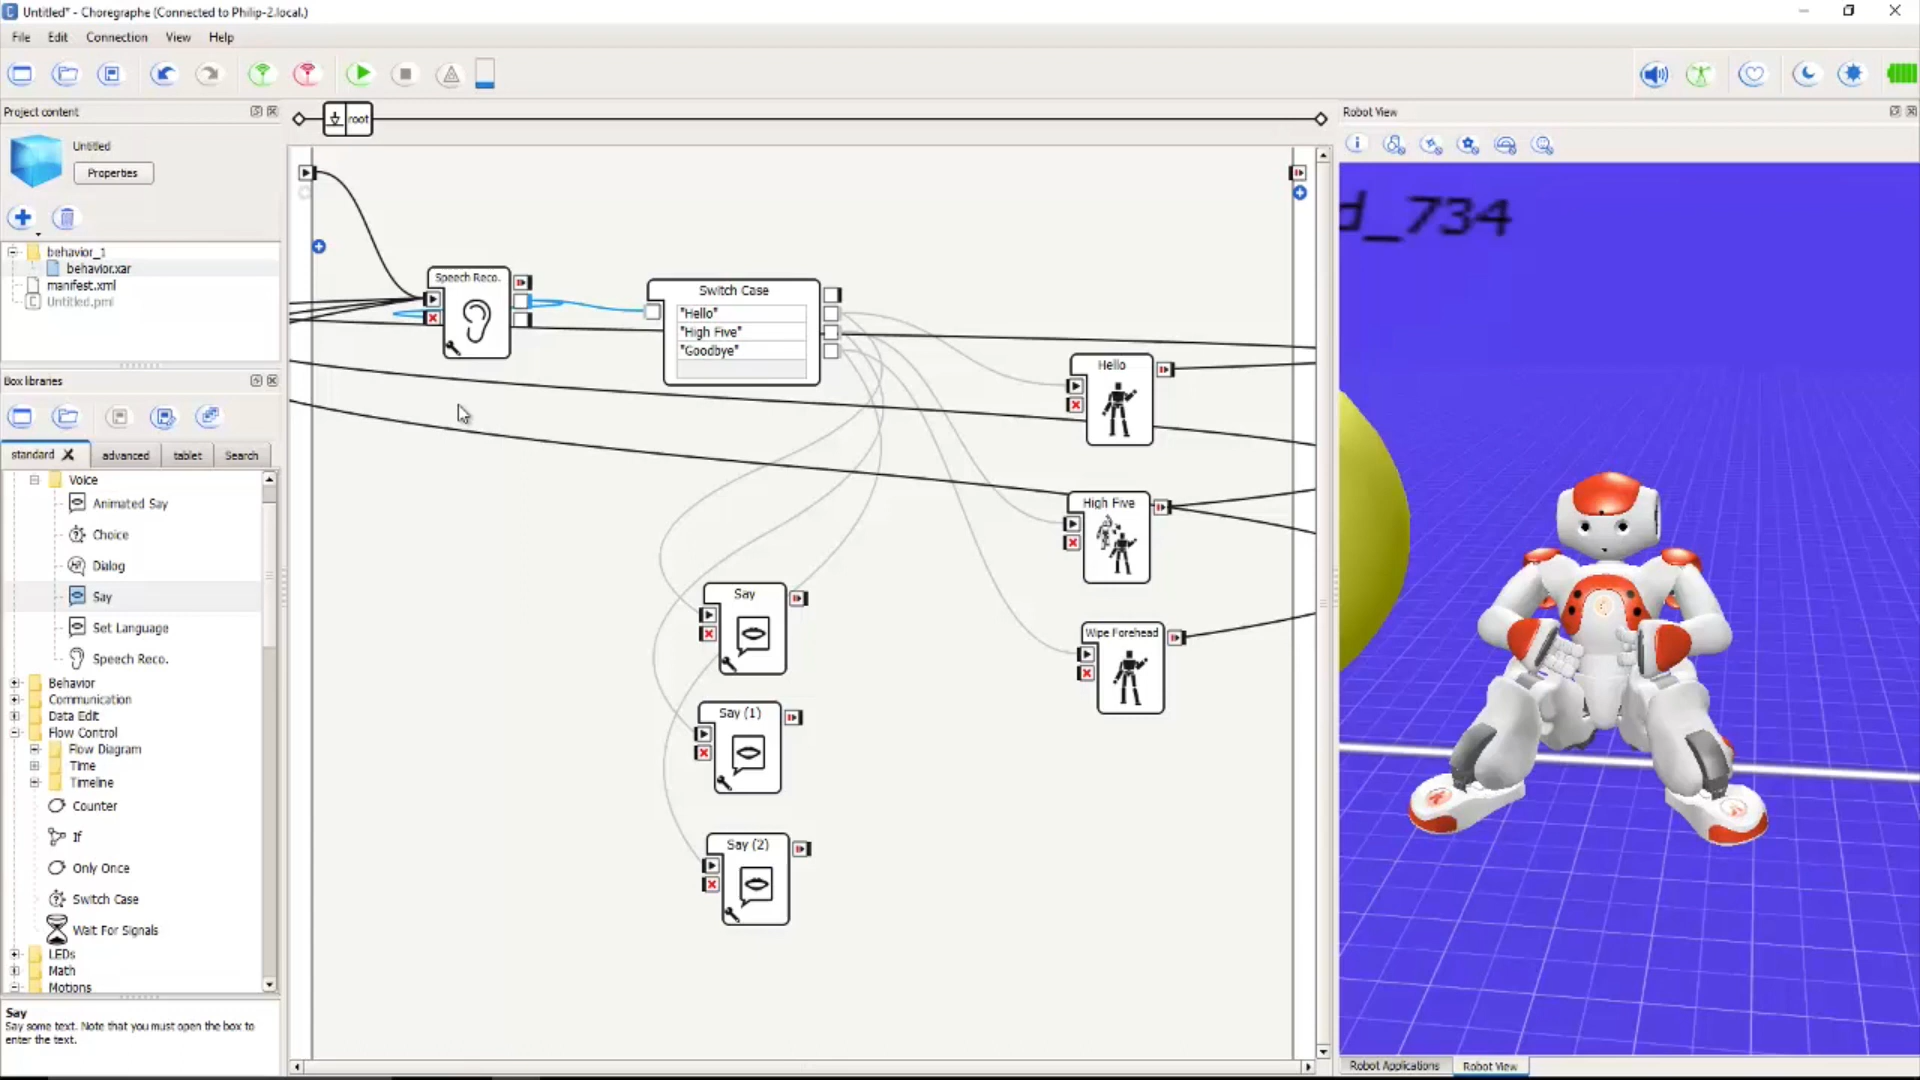 Untitled* - Choregraphe (Connected to Philip-2.local.)
File Edit Connection View Help
Project content
Untitled
Properties
behavior_1
behavior.xar
manifest.xml
Untitled.pml
Box libraries
standard X advanced tablet Search
Voice
Animated Say
Choice
Dialog
Say
Set Language
Speech Reco.
Behavior
Communication
Data Edit
Flow Control
Flow Diagram
Time
Timeline
Counter
If
Only Once
Switch Case
Wait For Signals
LEDs
Math
Motions
Say
Say some text. Note that you must open the box to
enter the text.
root
Speech Reco.
Switch Case
"Hello"
"High Five"
"Goodbye"
Hello
High Five
Wipe Forehead
Say
Say (1)
Say (2)
Robot View
d_734
Robot Applications Robot View